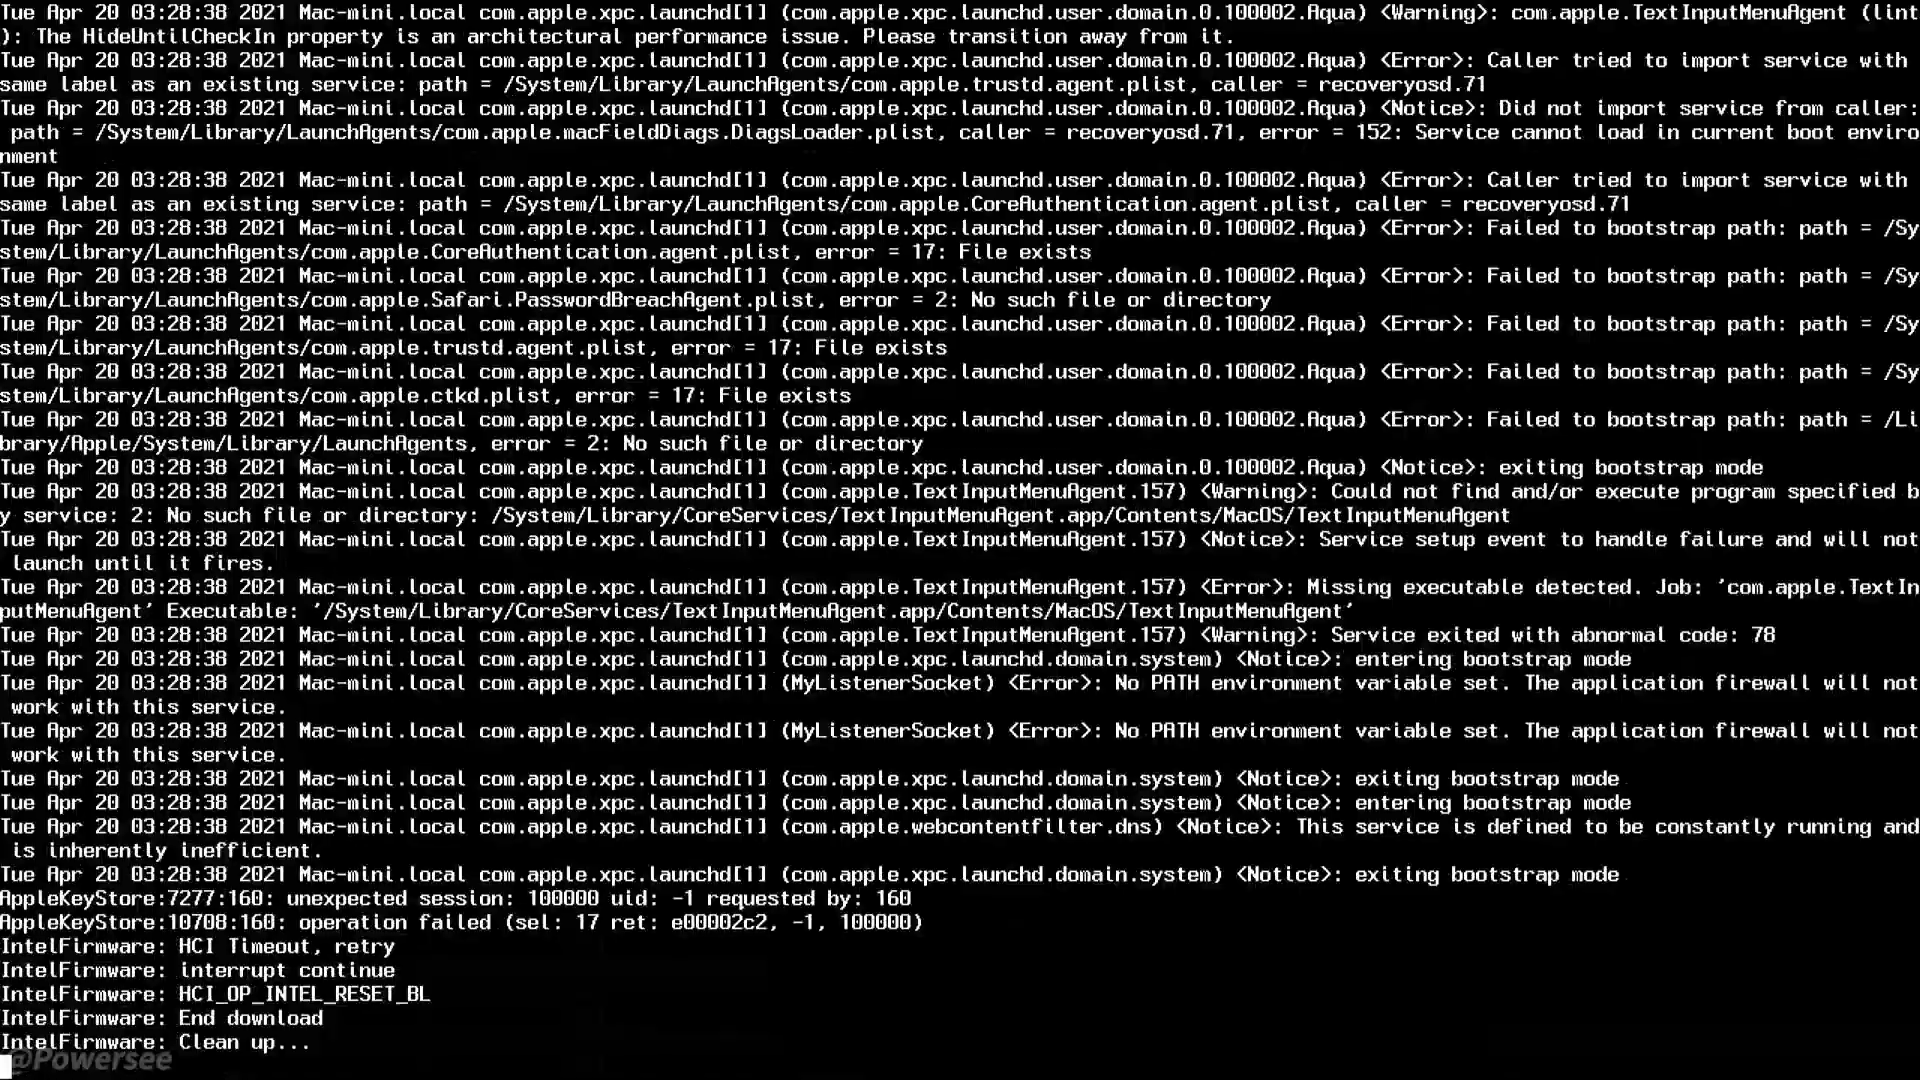 Tue Apr 20 03:28:38 2021 Mac-mini.local com.apple.xpc.launchd[1] (com.apple.xpc.launchd.user.domain.0.100002.Aqua) <Warning>: com.apple.TextInputMenuAgent (lint
): The HideUntilCheckIn property is an architectural performance issue. Please transition away from it.
Tue Apr 20 03:28:38 2021 Mac-mini.local com.apple.xpc.launchd[1] (com.apple.xpc.launchd.user.domain.0.100002.Aqua) <Error>: Caller tried to import service with
same label as an existing service: path = /System/Library/LaunchAgents/com.apple.trustd.agent.plist, caller = recoveryosd.71
Tue Apr 20 03:28:38 2021 Mac-mini.local com.apple.xpc.launchd[1] (com.apple.xpc.launchd.user.domain.0.100002.Aqua) <Notice>: Did not import service from caller:
path = /System/Library/LaunchAgents/com.apple.macFieldDiags.DiagsLoader.plist, caller = recoveryosd.71, error = 152: Service cannot load in current boot enviro
nment
Tue Apr 20 03:28:38 2021 Mac-mini.local com.apple.xpc.launchd[1] (com.apple.xpc.launchd.user.domain.0.100002.Aqua) <Error>: Caller tried to import service with
same label as an existing service: path = /System/Library/LaunchAgents/com.apple.CoreAuthentication.agent.plist, caller = recoveryosd.71
Tue Apr 20 03:28:38 2021 Mac-mini.local com.apple.xpc.launchd[1] (com.apple.xpc.launchd.user.domain.0.100002.Aqua) <Error>: Failed to bootstrap path: path = /Sy
stem/Library/LaunchAgents/com.apple.CoreAuthentication.agent.plist, error = 17: File exists
Tue Apr 20 03:28:38 2021 Mac-mini.local com.apple.xpc.launchd[1] (com.apple.xpc.launchd.user.domain.0.100002.Aqua) <Error>: Failed to bootstrap path: path = /Sy
stem/Library/LaunchAgents/com.apple.Safari.PasswordBreachAgent.plist, error = 2: No such file or directory
Tue Apr 20 03:28:38 2021 Mac-mini.local com.apple.xpc.launchd[1] (com.apple.xpc.launchd.user.domain.0.100002.Aqua) <Error>: Failed to bootstrap path: path = /Sy
stem/Library/LaunchAgents/com.apple.trustd.agent.plist, error = 17: File exists
Tue Apr 20 03:28:38 2021 Mac-mini.local com.apple.xpc.launchd[1] (com.apple.xpc.launchd.user.domain.0.100002.Aqua) <Error>: Failed to bootstrap path: path = /Sy
stem/Library/LaunchAgents/com.apple.ctkd.plist, error = 17: File exists
Tue Apr 20 03:28:38 2021 Mac-mini.local com.apple.xpc.launchd[1] (com.apple.xpc.launchd.user.domain.0.100002.Aqua) <Error>: Failed to bootstrap path: path = /Li
brary/Apple/System/Library/LaunchAgents, error = 2: No such file or directory
Tue Apr 20 03:28:38 2021 Mac-mini.local com.apple.xpc.launchd[1] (com.apple.xpc.launchd.user.domain.0.100002.Aqua) <Notice>: exiting bootstrap mode
Tue Apr 20 03:28:38 2021 Mac-mini.local com.apple.xpc.launchd[1] (com.apple.TextInputMenuAgent.157) <Warning>: Could not find and/or execute program specified b
y service: 2: No such file or directory: /System/Library/CoreServices/TextInputMenuAgent.app/Contents/MacOS/TextInputMenuAgent
Tue Apr 20 03:28:38 2021 Mac-mini.local com.apple.xpc.launchd[1] (com.apple.TextInputMenuAgent.157) <Notice>: Service setup event to handle failure and will not
launch until it fires.
Tue Apr 20 03:28:38 2021 Mac-mini.local com.apple.xpc.launchd[1] (com.apple.TextInputMenuAgent.157) <Error>: Missing executable detected. Job: 'com.apple.TextIn
putMenuAgent' Executable: '/System/Library/CoreServices/TextInputMenuAgent.app/Contents/MacOS/TextInputMenuAgent'
Tue Apr 20 03:28:38 2021 Mac-mini.local com.apple.xpc.launchd[1] (com.apple.TextInputMenuAgent.157) <Warning>: Service exited with abnormal code: 78
Tue Apr 20 03:28:38 2021 Mac-mini.local com.apple.xpc.launchd[1] (com.apple.xpc.launchd.domain.system) <Notice>: entering bootstrap mode
Tue Apr 20 03:28:38 2021 Mac-mini.local com.apple.xpc.launchd[1] (MyListenerSocket) <Error>: No PATH environment variable set. The application firewall will not
work with this service.
Tue Apr 20 03:28:38 2021 Mac-mini.local com.apple.xpc.launchd[1] (MyListenerSocket) <Error>: No PATH environment variable set. The application firewall will not
work with this service.
Tue Apr 20 03:28:38 2021 Mac-mini.local com.apple.xpc.launchd[1] (com.apple.xpc.launchd.domain.system) <Notice>: exiting bootstrap mode
Tue Apr 20 03:28:38 2021 Mac-mini.local com.apple.xpc.launchd[1] (com.apple.xpc.launchd.domain.system) <Notice>: entering bootstrap mode
Tue Apr 20 03:28:38 2021 Mac-mini.local com.apple.xpc.launchd[1] (com.apple.webcontentfilter.dns) <Notice>: This service is defined to be constantly running and
is inherently inefficient.
Tue Apr 20 03:28:38 2021 Mac-mini.local com.apple.xpc.launchd[1] (com.apple.xpc.launchd.domain.system) <Notice>: exiting bootstrap mode
AppleKeyStore:7277:160: unexpected session: 100000 uid: -1 requested by: 160
AppleKeyStore:10708:160: operation failed (sel: 17 ret: e00002c2, -1, 100000)
IntelFirmware: HCI Timeout, retry
IntelFirmware: interrupt continue
IntelFirmware: HCI_OP_INTEL_RESET_BL
IntelFirmware: End download
IntelFirmware: Clean up...
@Powersee